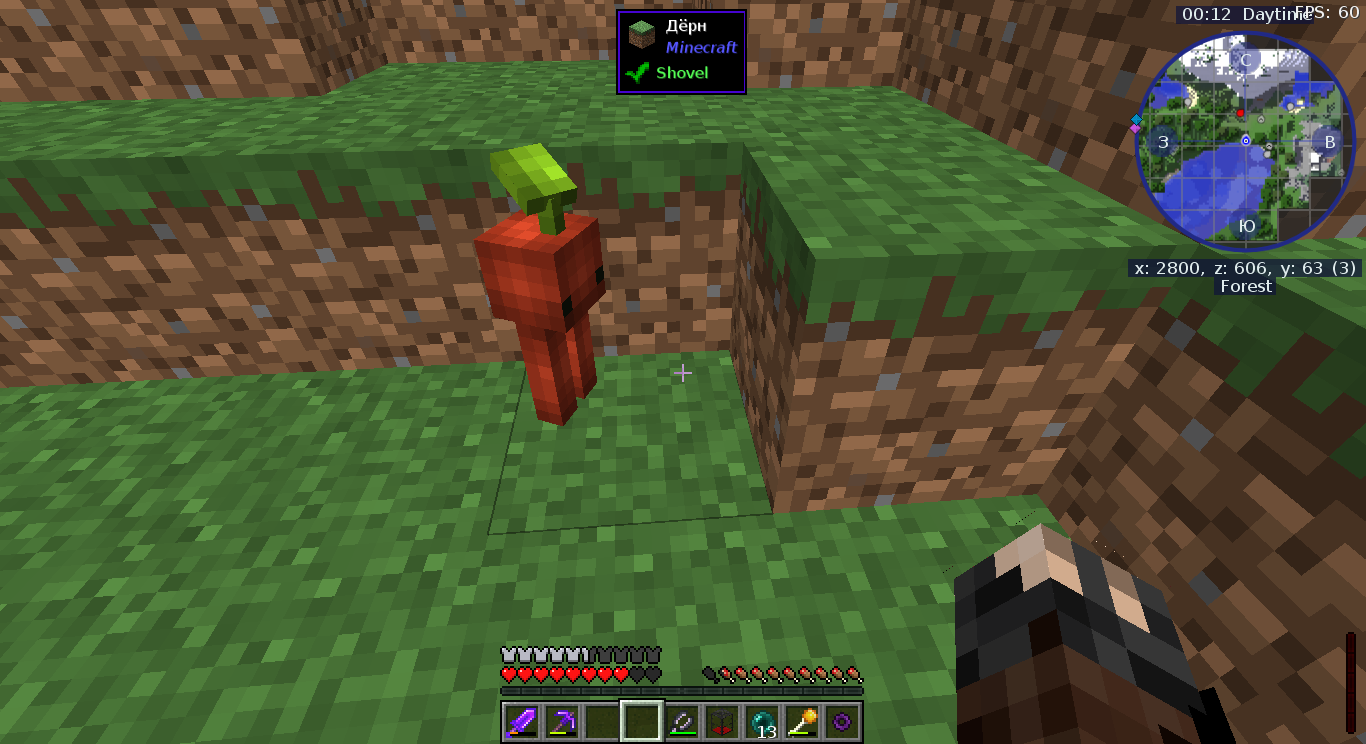 Дёрн
Minecraft
Shovel
00:12 Daytime
FPS: 60
С
З
В
Ю
x: 2800, z: 606, y: 63 (3)
Forest
13